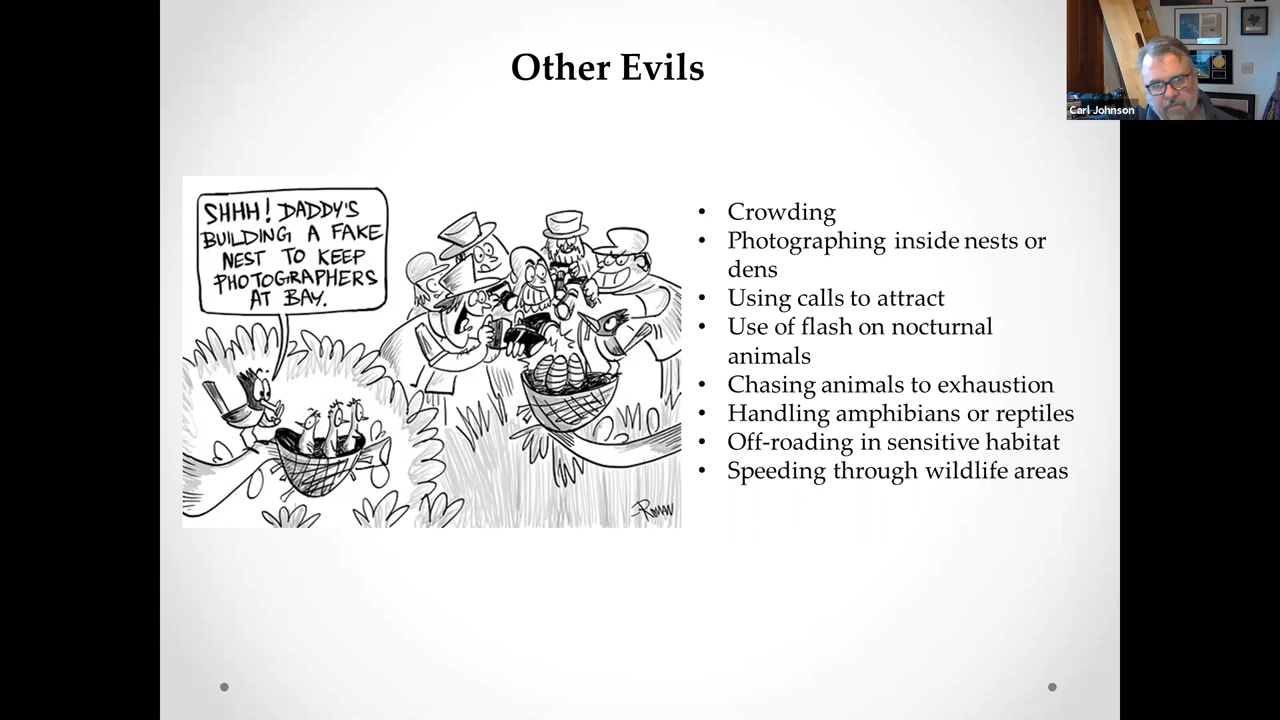 Other Evils
Carl Johnson
SHHH! DADDY'S
BUILDING A FAKE
NEST TO KEEP
PHOTOGRAPHERS
AT BAY.
• Crowding
• Photographing inside nests or
dens
• Using calls to attract
• Use of flash on nocturnal
animals
• Chasing animals to exhaustion
• Handling amphibians or reptiles
• Off-roading in sensitive habitat
• Speeding through wildlife areas
ROMAN